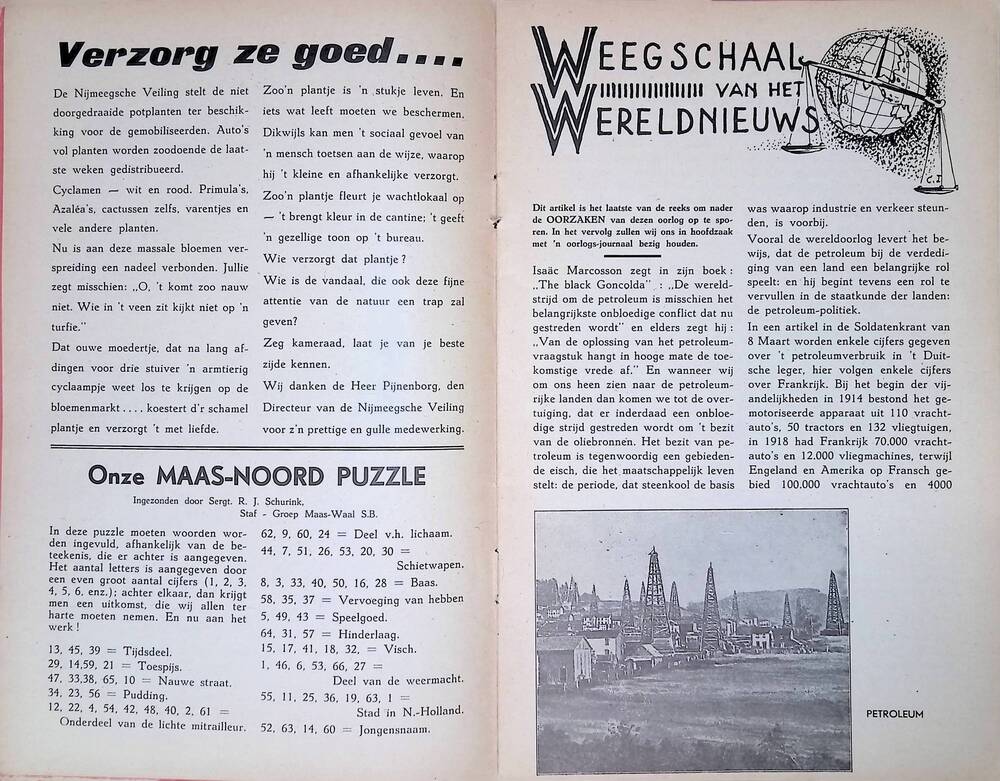 Verzorg ze goed....
De Nijmeegsche Veiling stelt de niet
doorgedraaide potplanten ter beschik-
king voor de gemobiliseerden. Auto's
vol planten worden zoodoende de laat-
ste weken gedistribueerd.
Cyclamen — wit en rood. Primula's,
Azaléa's, cactussen zelfs, varentjes en
vele andere planten.
Nu is aan deze massale bloemen ver-
spreiding een nadeel verbonden. Jullie
zegt misschien: „O, 't komt zoo nauw
niet. Wie in 't veen zit kijkt niet op 'n
turfie."
Dat ouwe moedertje, dat na lang af-
dingen voor drie stuiver 'n armtierig
cyclaampje weet los te krijgen op de
bloemenmarkt .... koestert d'r schamel
plantje en verzorgt 't met liefde.
Zoo'n plantje is 'n stukje leven. En
iets wat leeft moeten we beschermen.
Dikwijls kan men 't sociaal gevoel van
'n mensch toetsen aan de wijze, waarop
hij 't kleine en afhankelijke verzorgt.
Zoo'n plantje fleurt je wachtlokaal op
— 't brengt kleur in de cantine; 't geeft
'n gezellige toon op 't bureau.
Wie verzorgt dat plantje?
Wie is de vandaal, die ook deze fijne
attentie van de natuur een trap zal
geven?
Zeg kameraad, laat je van je beste
zijde kennen.
Wij danken de Heer Pijnenborg, den
Directeur van de Nijmeegsche Veiling
voor z'n prettige en gulle medewerking.
Onze MAAS-NOORD PUZZLE
Ingezonden door Sergt. R. J. Schurink,
Staf - Groep Maas-Waal S.B.
In deze puzzle moeten woorden wor-
den ingevuld, afhankelijk van de be-
teekenis, die er achter is aangegeven.
Het aantal letters is aangegeven door
een even groot aantal cijfers (1, 2, 3,
4, 5, 6, enz.); achter elkaar, dan krijgt
men een uitkomst, die wij allen ter
harte moeten nemen. En nu aan het
werk!
13, 45, 39 = Tijdsdeel.
29, 14,59, 21 = Toespijs.
47, 33,38, 65, 10 = Nauwe straat.
34, 23, 56 = Pudding.
12, 22, 4, 54, 42, 48, 40, 2, 61 =
Onderdeel van de lichte mitrailleur.
62, 9, 60, 24 = Deel v.h. lichaam.
44, 7, 51, 26, 53, 20, 30 =
Schietwapen.
8, 3, 33, 40, 50, 16, 28 = Baas.
58, 35, 37 = Vervoeging van hebben
5, 49, 43 = Speelgoed.
64, 31, 57 = Hinderlaag.
15, 17, 41, 18, 32, = Visch.
1, 46, 6, 53, 66, 27 =
Deel van de weermacht.
55, 11, 25, 36, 19, 63, 1 =
Stad in N.-Holland.
52, 63, 14, 60 = Jongensnaam.
WEEGSCHAAL
VAN HET
WERELDNIEUWS
C.J
Dit artikel is het laatste van de reeks om nader
de OORZAKEN van dezen oorlog op te spo-
ren. In het vervolg zullen wij ons in hoofdzaak
met 'n oorlogs-journaal bezig houden.
Isaäc Marcosson zegt in zijn boek:
„The black Goncolda" : „De wereld-
strijd om de petroleum is misschien het
belangrijkste onbloedige conflict dat nu
gestreden wordt" en elders zegt hij:
„Van de oplossing van het petroleum-
vraagstuk hangt in hooge mate de toe-
komstige vrede af." En wanneer wij
om ons heen zien naar de petroleum-
rijke landen dan komen we tot de over-
tuiging, dat er inderdaad een onbloe-
dige strijd gestreden wordt om 't bezit
van de oliebronnen. Het bezit van pe-
troleum is tegenwoordig een gebieden-
de eisch, die het maatschappelijk leven
stelt: de periode, dat steenkool de basis
was waarop industrie en verkeer steun-
den, is voorbij.
Vooral de wereldoorlog levert het be-
wijs, dat de petroleum bij de verdedi-
ging van een land een belangrijke rol
speelt: en hij begint tevens een rol te
vervullen in de staatkunde der landen:
de petroleum-politiek.
In een artikel in de Soldatenkrant van
8 Maart worden enkele cijfers gegeven
over 't petroleumverbruik in 't Duit-
sche leger, hier volgen enkele cijfers
over Frankrijk. Bij het begin der vij-
andelijkheden in 1914 bestond het ge-
motoriseerde apparaat uit 110 vracht-
auto's, 50 tractors en 132 vliegtuigen,
in 1918 had Frankrijk 70.000 vracht-
auto's en 12.000 vliegmachines, terwijl
Engeland en Amerika op Fransch ge-
bied 100.000 vrachtauto's en 4000
PETROLEUM